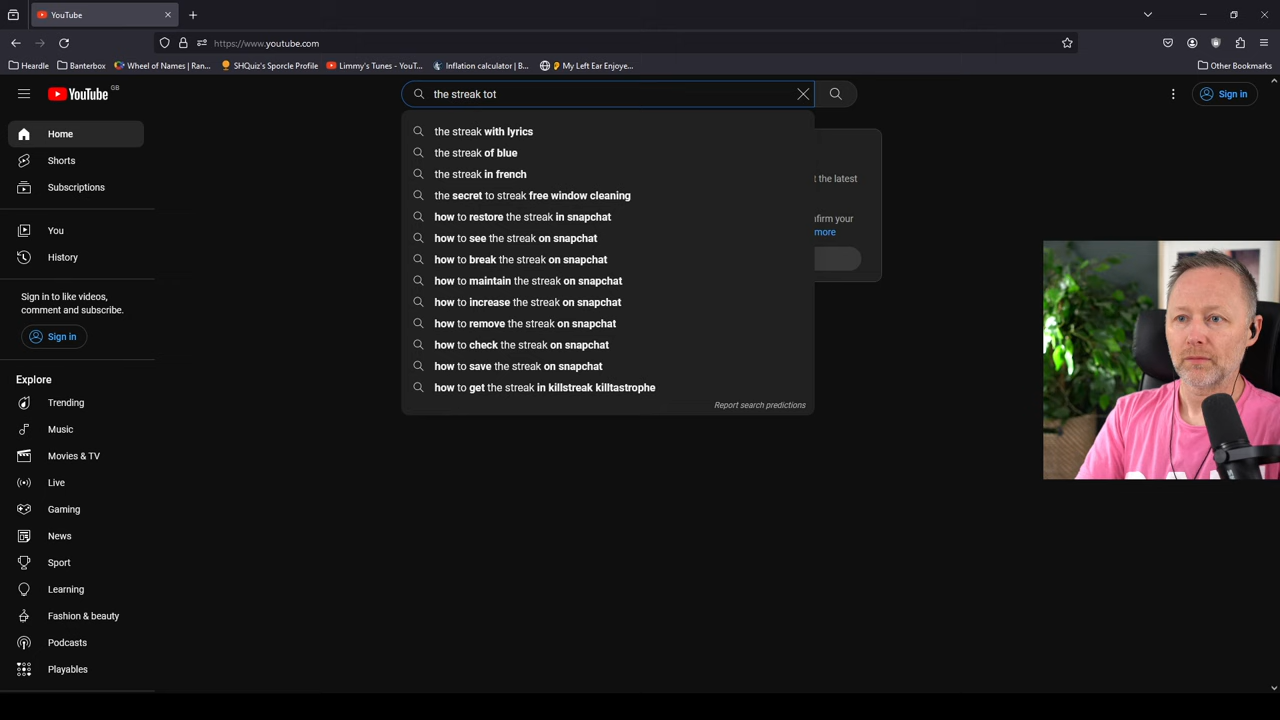 YouTube
https://www.youtube.com
Heardle
Banterbox
Wheel of Names | Ran...
SHQuiz's Sporcle Profile
Limmy's Tunes - YouT...
Inflation calculator | B...
My Left Ear Enjoye...
Other Bookmarks
YouTube GB
the streak tot
Sign in
the streak with lyrics
the streak of blue
the streak in french
the secret to streak free window cleaning
how to restore the streak in snapchat
how to see the streak on snapchat
how to break the streak on snapchat
how to maintain the streak on snapchat
how to increase the streak on snapchat
how to remove the streak on snapchat
how to check the streak on snapchat
how to save the streak on snapchat
how to get the streak in killstreak killtastrophe
Report search predictions
t the latest
nfirm your
more
Home
Shorts
Subscriptions
You
History
Sign in to like videos,
comment and subscribe.
Sign in
Explore
Trending
Music
Movies & TV
Live
Gaming
News
Sport
Learning
Fashion & beauty
Podcasts
Playables